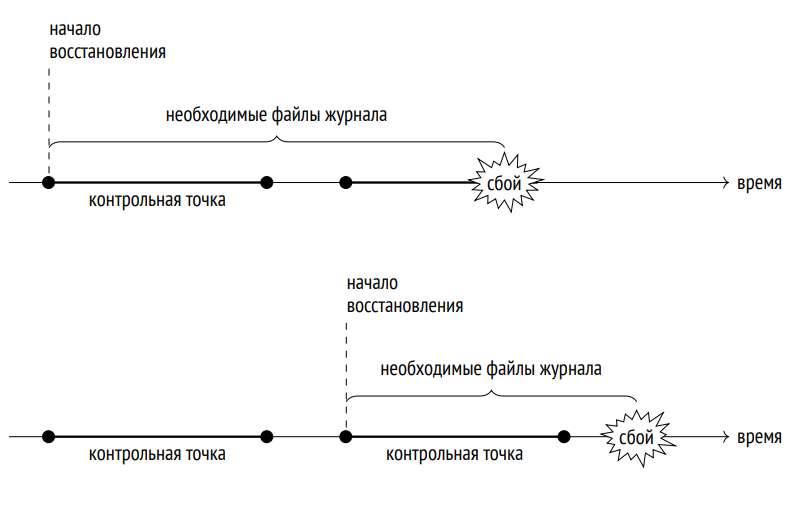 начало
восстановления
необходимые файлы журнала
сбой
время
контрольная точка
начало
восстановления
необходимые файлы журнала
сбой
время
контрольная точка
контрольная точка